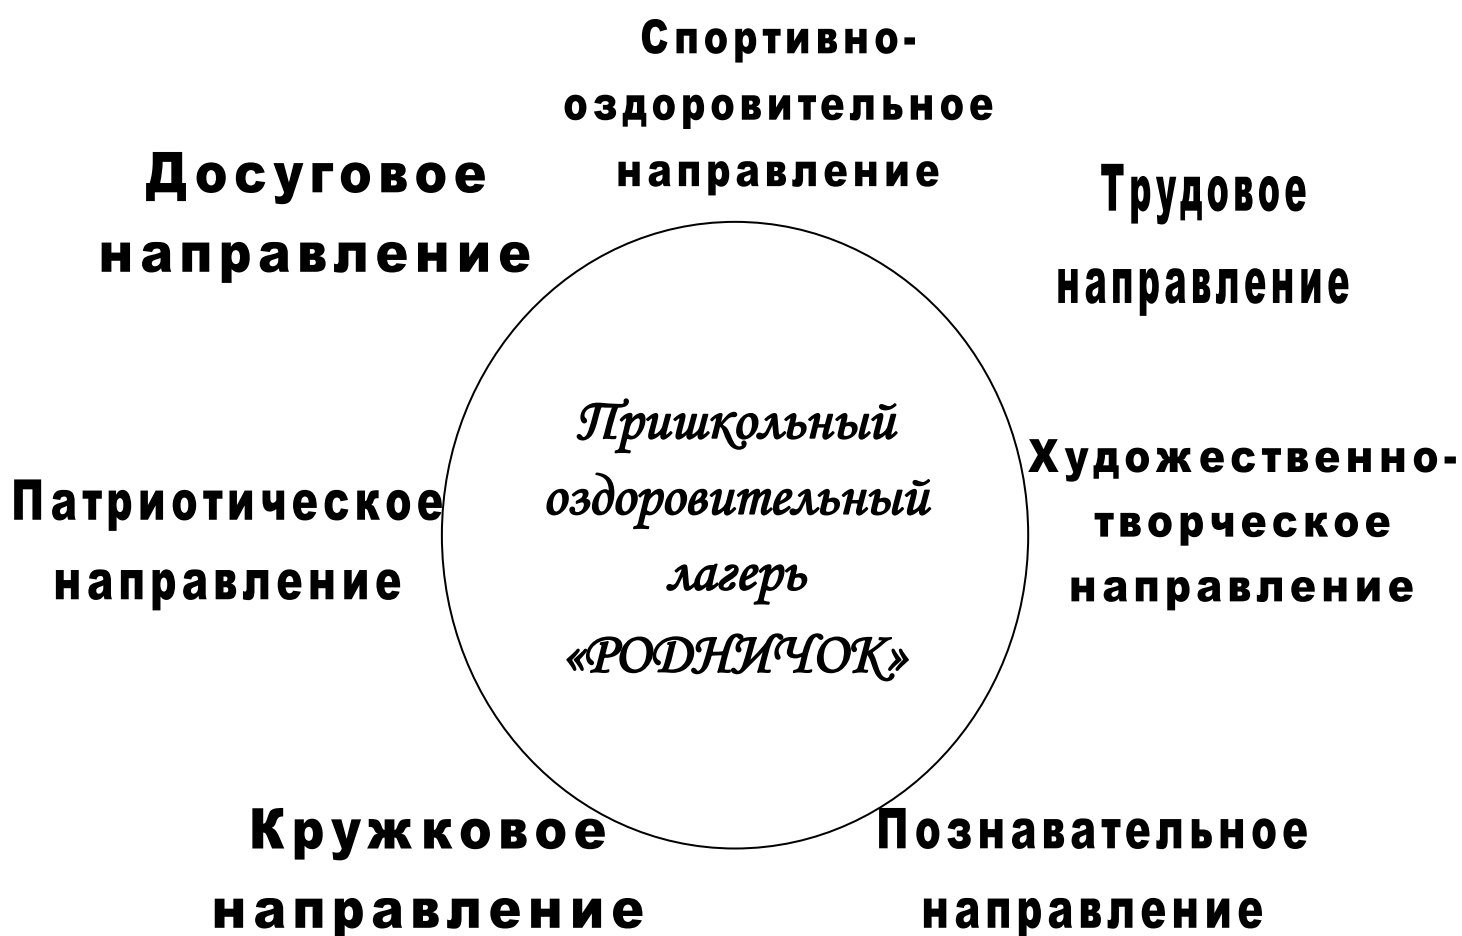 Спортивно-
оздоровительное
направление
Досуговое
направление
Трудовое
направление
Пришкольный
оздоровительный
лагерь
«РОДНИЧОК»
Патриотическое
направление
Художественно-
творческое
направление
Кружковое
направление
Познавательное
направление